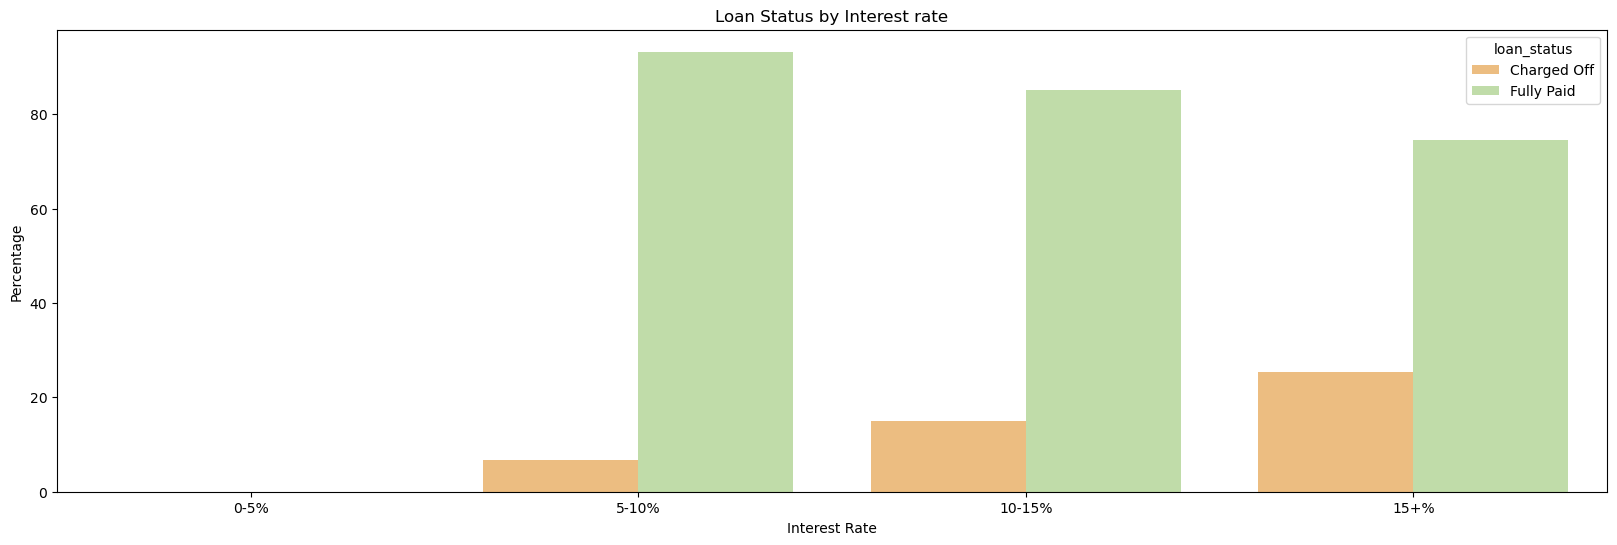 Loan Status by Interest rate
loan_status
Charged Off
Fully Paid
Percentage
80
60
40
20
0
0-5%
5-10%
10-15%
15+%
Interest Rate